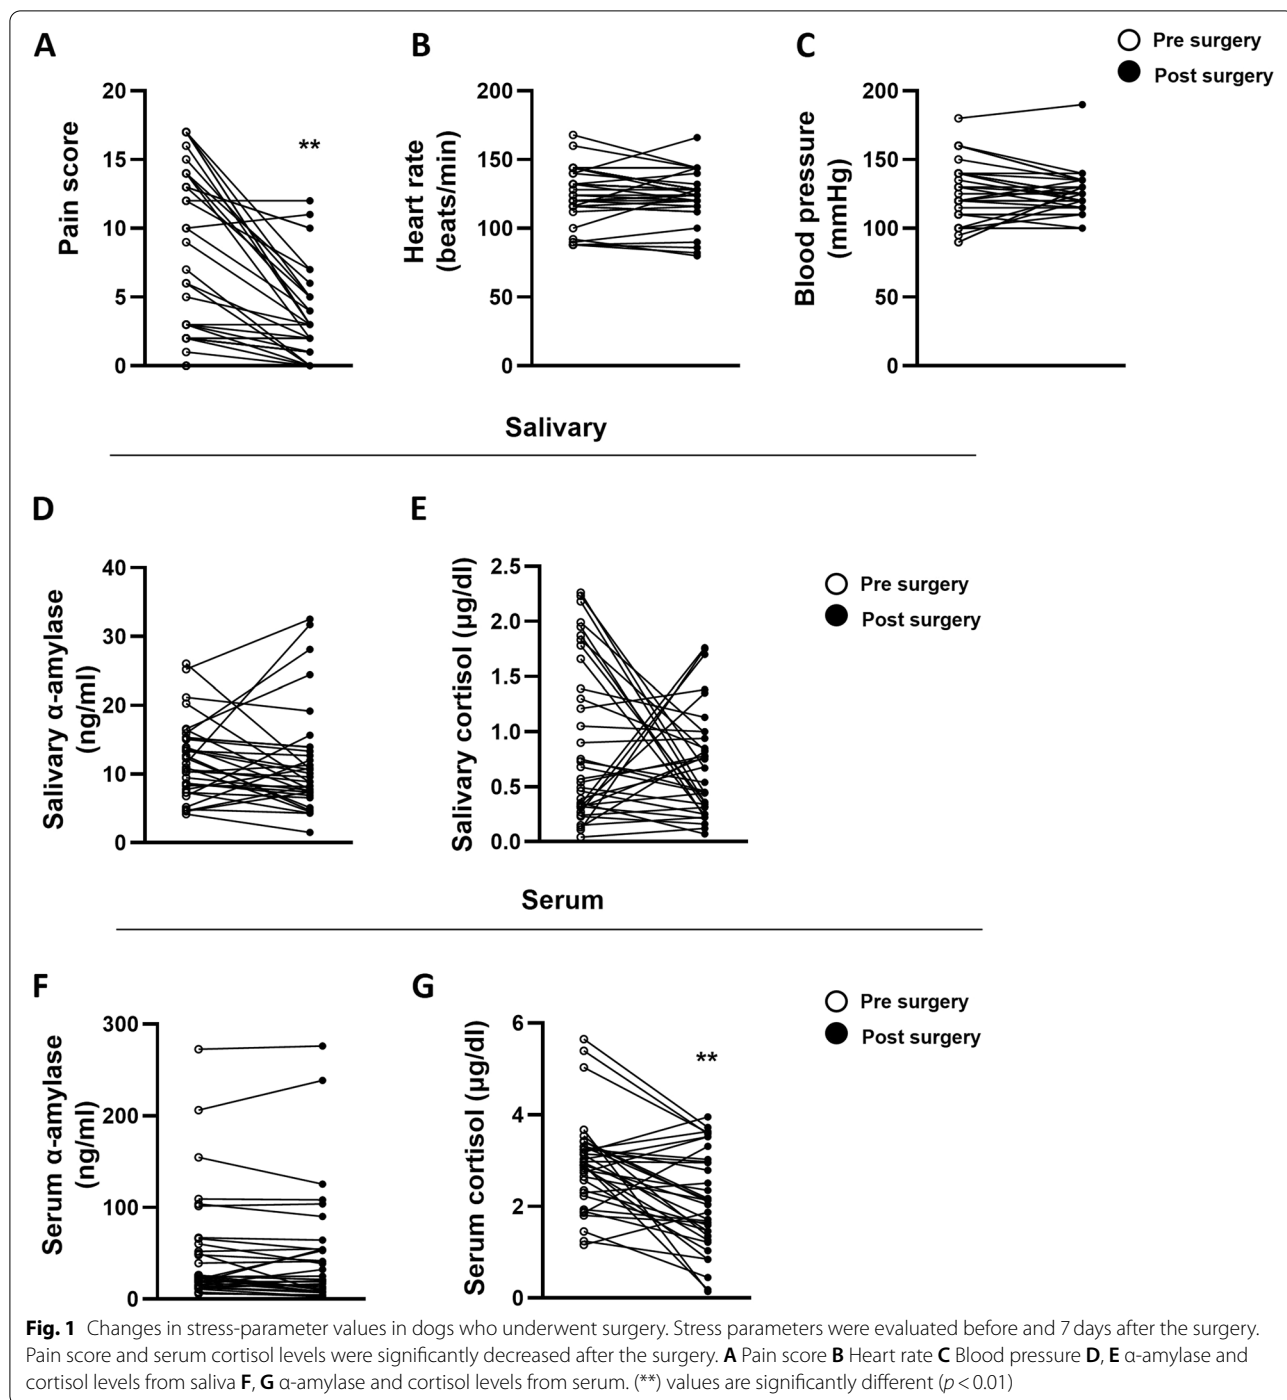 A
B
C
Pre surgery
Post surgery
Pain score
20
15
10
5
0
**
Heart rate
(beats/min)
200
150
100
50
0
Blood pressure
(mmHg)
200
150
100
50
0
Salivary
D
E
Salivary α-amylase
(ng/ml)
40
30
20
10
0
Salivary cortisol (µg/dl)
2.5
2.0
1.5
1.0
0.5
0.0
Pre surgery
Post surgery
Serum
F
G
Serum α-amylase
(ng/ml)
300
200
100
0
Serum cortisol (µg/dl)
6
4
2
0
**
Pre surgery
Post surgery
Fig. 1 Changes in stress-parameter values in dogs who underwent surgery. Stress parameters were evaluated before and 7 days after the surgery.
Pain score and serum cortisol levels were significantly decreased after the surgery. A Pain score B Heart rate C Blood pressure D, E α-amylase and
cortisol levels from saliva F, G α-amylase and cortisol levels from serum. (**) values are significantly different (p < 0.01)